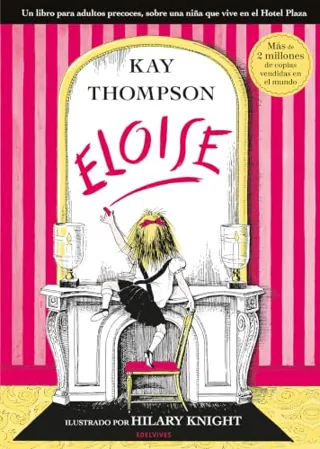 Un libro para adultos precoces, sobre una niña que vive en el Hotel Plaza
Más de
2 millones
de copias
vendidas en
el mundo
KAY
THOMPSON
ELOISE
ILUSTRADO POR HILARY KNIGHT
EDELVIVES